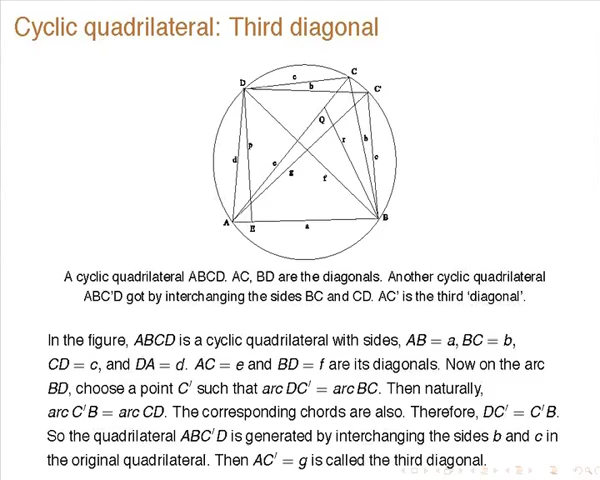 Cyclic quadrilateral: Third diagonal
D
c
C
b
C'
Q
d
p
r
b
c
e
g
f
A
E
a
B
A cyclic quadrilateral ABCD. AC, BD are the diagonals. Another cyclic quadrilateral
ABC'D got by interchanging the sides BC and CD. AC' is the third 'diagonal'.
In the figure, ABCD is a cyclic quadrilateral with sides, AB = a, BC = b,
CD = c, and DA = d. AC = e and BD = f are its diagonals. Now on the arc
BD, choose a point C′ such that arc DC′ = arc BC. Then naturally,
arc C′B = arc CD. The corresponding chords are also. Therefore, DC′ = C′B.
So the quadrilateral ABC′D is generated by interchanging the sides b and c in
the original quadrilateral. Then AC′ = g is called the third diagonal.